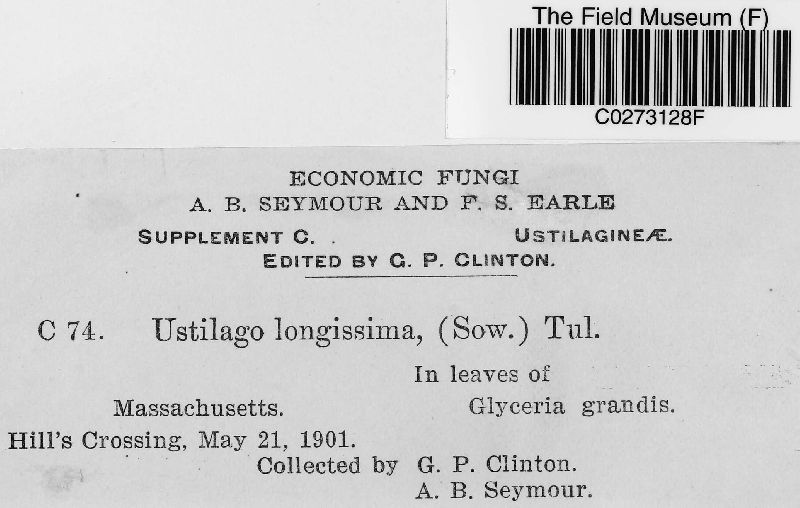 The Field Museum (F)
C0273128F
ECONOMIC FUNGI
A. B. SEYMOUR AND F. S. EARLE
SUPPLEMENT C. USTILAGINEÆ.
EDITED BY G. P. CLINTON.
C 74. Ustilago longissima, (Sow.) Tul.
In leaves of
Massachusetts. Glyceria grandis.
Hill's Crossing, May 21, 1901.
Collected by G. P. Clinton.
A. B. Seymour.